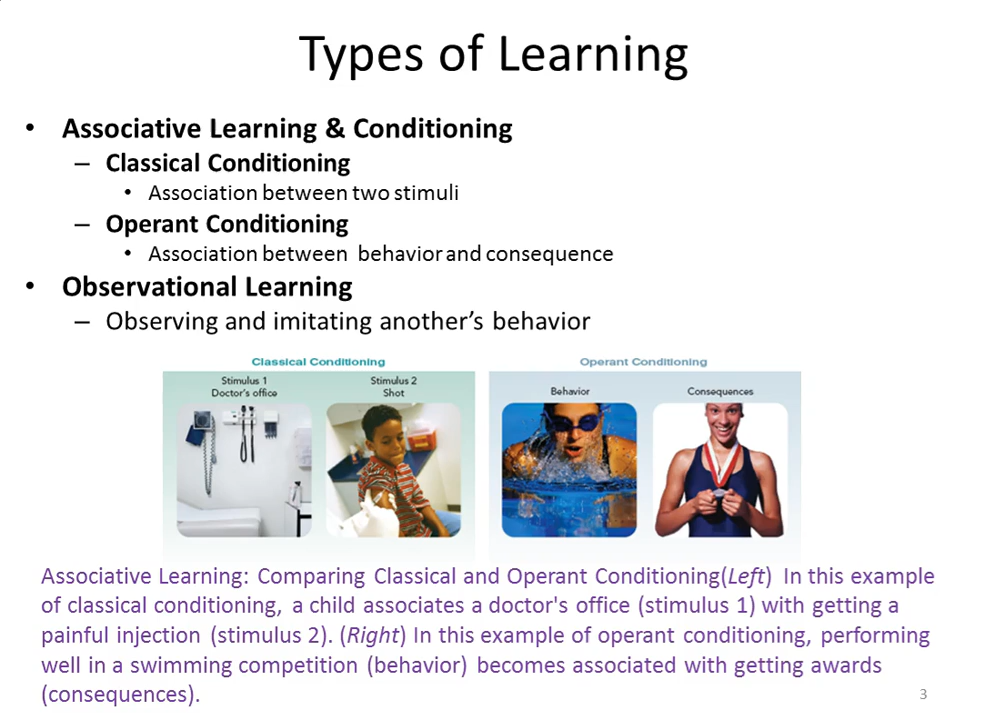 Types of Learning
• Associative Learning & Conditioning
– Classical Conditioning
• Association between two stimuli
– Operant Conditioning
• Association between behavior and consequence
• Observational Learning
– Observing and imitating another’s behavior
Classical Conditioning
Stimulus 1
Doctor's office
Stimulus 2
Shot
Operant Conditioning
Behavior
Consequences
Associative Learning: Comparing Classical and Operant Conditioning(Left) In this example
of classical conditioning, a child associates a doctor's office (stimulus 1) with getting a
painful injection (stimulus 2). (Right) In this example of operant conditioning, performing
well in a swimming competition (behavior) becomes associated with getting awards
(consequences).
3